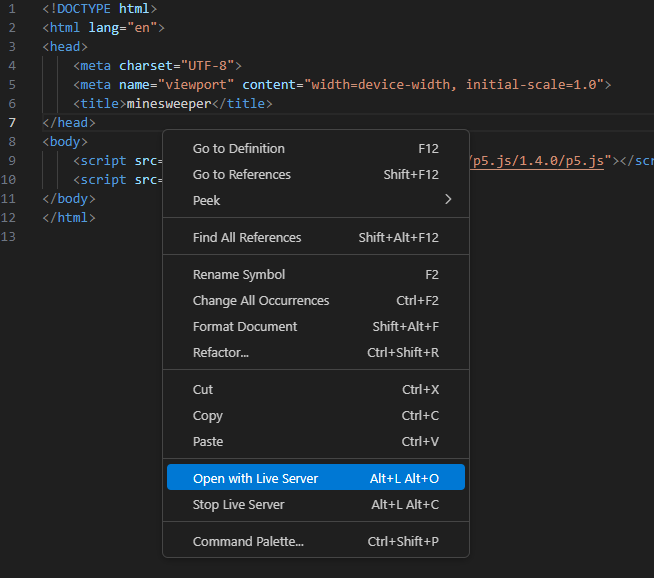 1 <!DOCTYPE html>
2 <html lang="en">
3 <head>
4 <meta charset="UTF-8">
5 <meta name="viewport" content="width=device-width, initial-scale=1.0">
6 <title>minesweeper</title>
7 </head>
8 <body>
9 <script src= /p5.js/1.4.0/p5.js"></scr
10 <script src=
11 </body>
12 </html>
13
Go to Definition F12
Go to References Shift+F12
Peek
Find All References Shift+Alt+F12
Rename Symbol F2
Change All Occurrences Ctrl+F2
Format Document Shift+Alt+F
Refactor... Ctrl+Shift+R
Cut Ctrl+X
Copy Ctrl+C
Paste Ctrl+V
Open with Live Server Alt+L Alt+O
Stop Live Server Alt+L Alt+C
Command Palette... Ctrl+Shift+P